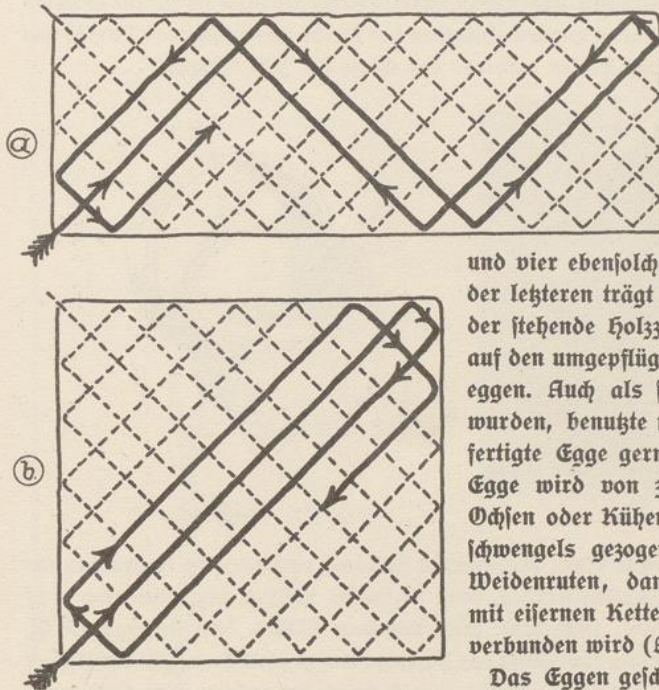 a
und vier ebensolch
der letzteren trägt
der stehende Holzz
auf den umgepflüg
eggen. Auch als
wurden, benutzte
fertigte Egge gern
Egge wird von
Ochsen oder Kühen
schwengels gezogen
Weidenruten, dan
mit eisernen Kette
verbunden wird
Das Eggen gesch
b